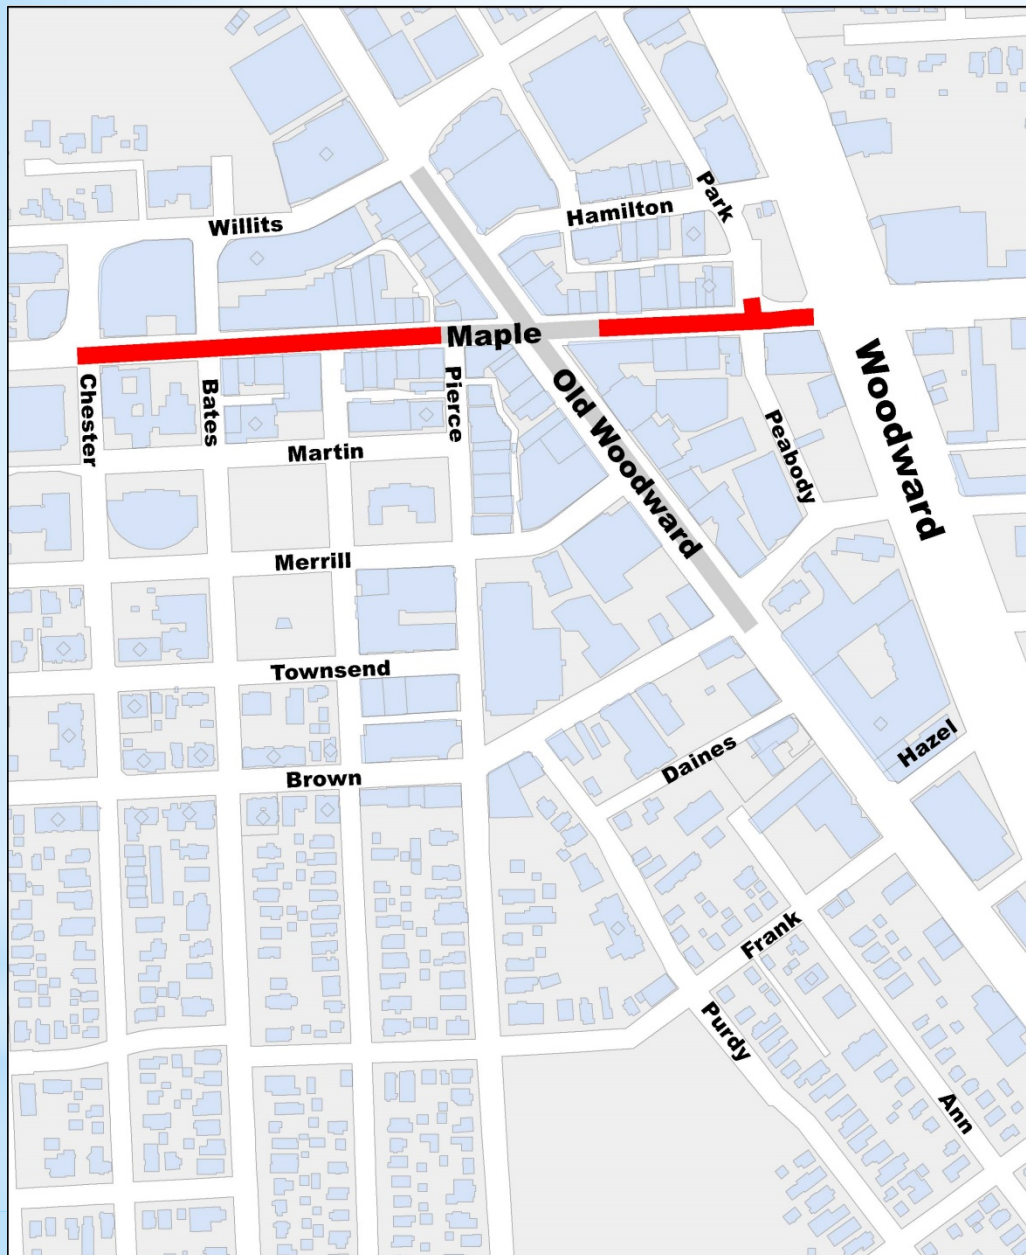 Park
Hamilton
Willits
Maple
Chester
Bates
Pierce
Old Woodward
Woodward
Peabody
Martin
Merrill
Townsend
Hazel
Daines
Brown
Frank
Purdy
Ann